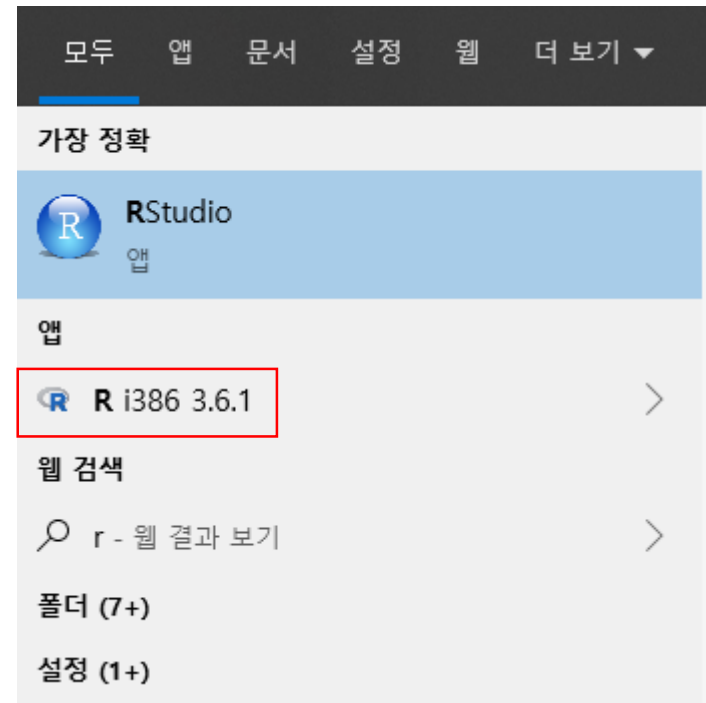 모두 앱 문서 설정 웹 더 보기
가장 정확
R
RStudio
앱
앱
R
R i386 3.6.1
웹 검색
r - 웹 결과 보기
폴더 (7+)
설정 (1+)